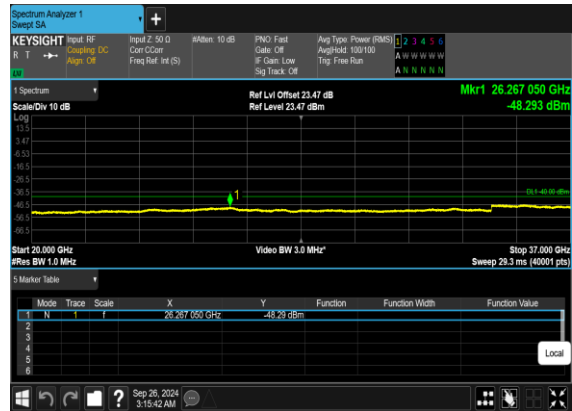 Spectrum Analyzer 1
Swept SA
+
KEYSIGHT Input: RF Input Z: 50 Ω #Atten: 10 dB PNO: Fast Avg Type: Power (RMS) 1 2 3 4 5 6
R T Coupling: DC Corr CCorr Gate: Off Avg|Hold: 100/100 A W W W W W
Align: Off Freq Ref: Int (S) IF Gain: Low Trig: Free Run
Sig Track: Off A N N N N N
1 Spectrum Ref Lvl Offset 23.47 dB Mkr1 26.267 050 GHz
Scale/Div 10 dB Ref Level 23.47 dBm -48.293 dBm
Log
13.5
3.47
-6.53
-16.5
-26.5
-36.5 DL1 -40.00 dBm
1
-46.5
-56.5
-66.5
Start 20.000 GHz Video BW 3.0 MHz* Stop 37.000 GHz
#Res BW 1.0 MHz Sweep 29.3 ms (40001 pts)
5 Marker Table
Mode Trace Scale X Y Function Function Width Function Value
1 N 1 f 26.267 050 GHz -48.29 dBm
2
3
4
5
6
Local
? Sep 26, 2024
3:15:42 AM